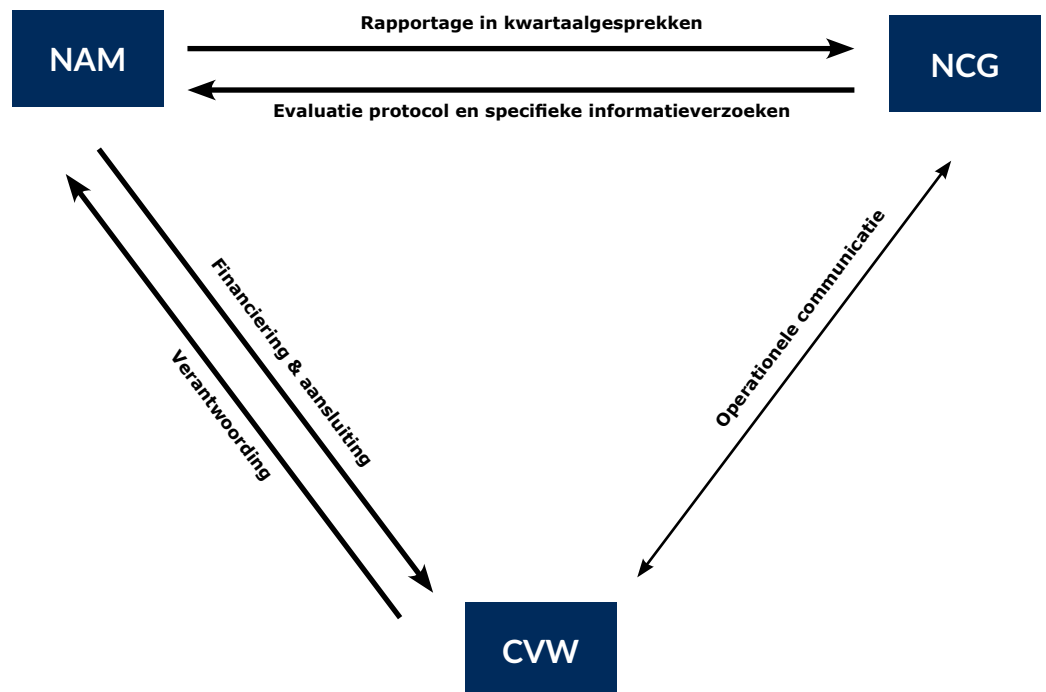 Rapportage in kwartaalgesprekken
NAM
NCG
Evaluatie protocol en specifieke informatieverzoeken
Financiering & aansluiting
Verantwoording
Operationele communicatie
CVW